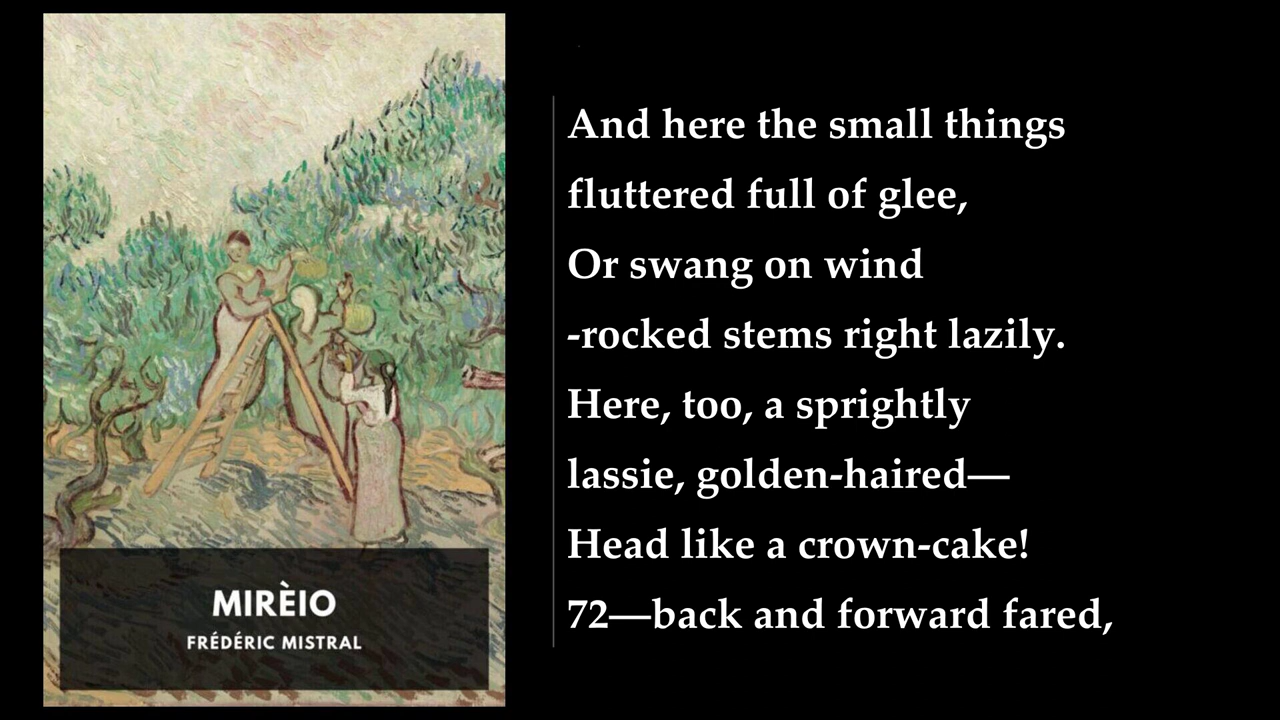 MIRÈIO
FRÉDÉRIC MISTRAL
And here the small things
fluttered full of glee,
Or swang on wind
-rocked stems right lazily.
Here, too, a sprightly
lassie, golden-haired—
Head like a crown-cake!
72—back and forward fared,